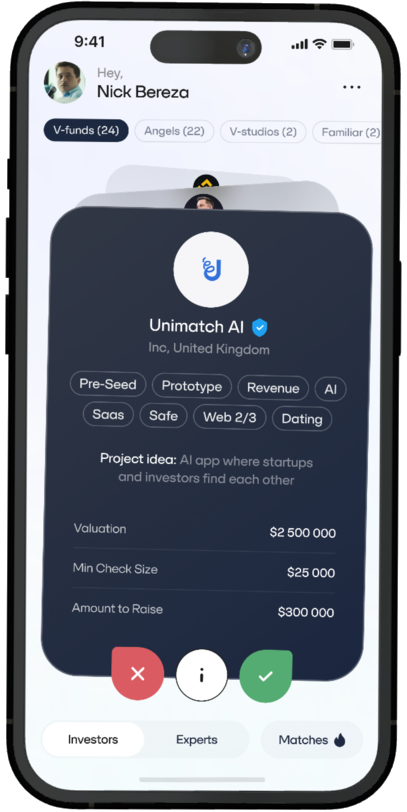 9:41
Hey,
Nick Bereza
V-funds (24) Angels (22) V-studios (2) Familiar (2)
Unimatch AI
Inc, United Kingdom
Pre-Seed Prototype Revenue AI
Saas Safe Web 2/3 Dating
Project idea: AI app where startups
and investors find each other
Valuation $2 500 000
Min Check Size $25 000
Amount to Raise $300 000
Investors Experts Matches